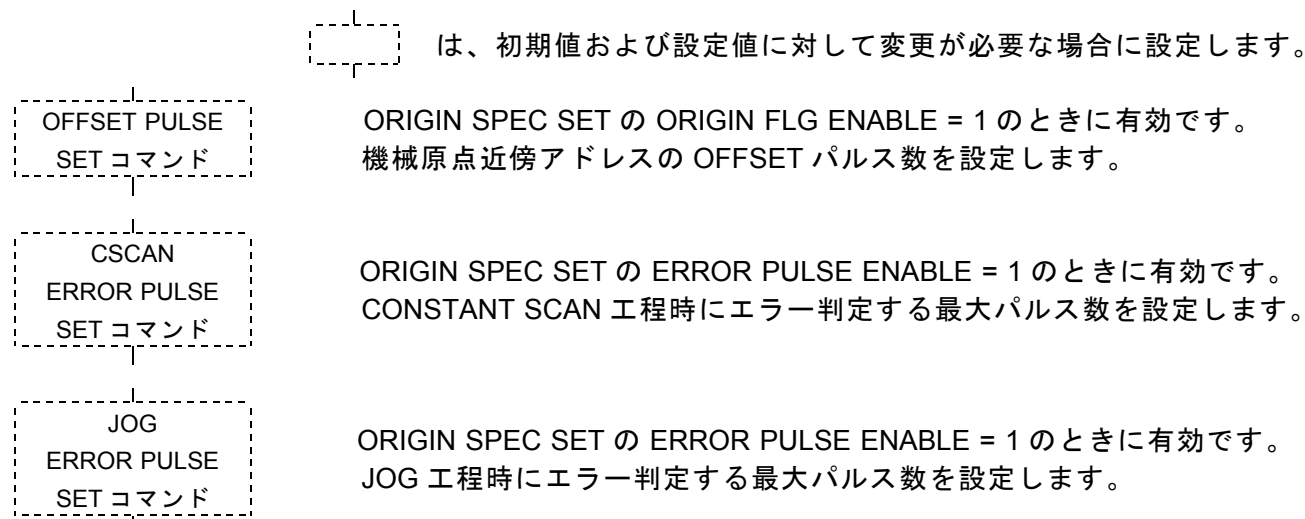 は、初期値および設定値に対して変更が必要な場合に設定します。
OFFSET PULSE
SET コマンド
ORIGIN SPEC SET の ORIGIN FLG ENABLE = 1 のときに有効です。
機械原点近傍アドレスの OFFSET パルス数を設定します。
CSCAN
ERROR PULSE
SET コマンド
ORIGIN SPEC SET の ERROR PULSE ENABLE = 1 のときに有効です。
CONSTANT SCAN 工程時にエラー判定する最大パルス数を設定します。
JOG
ERROR PULSE
SET コマンド
ORIGIN SPEC SET の ERROR PULSE ENABLE = 1 のときに有効です。
JOG 工程時にエラー判定する最大パルス数を設定します。